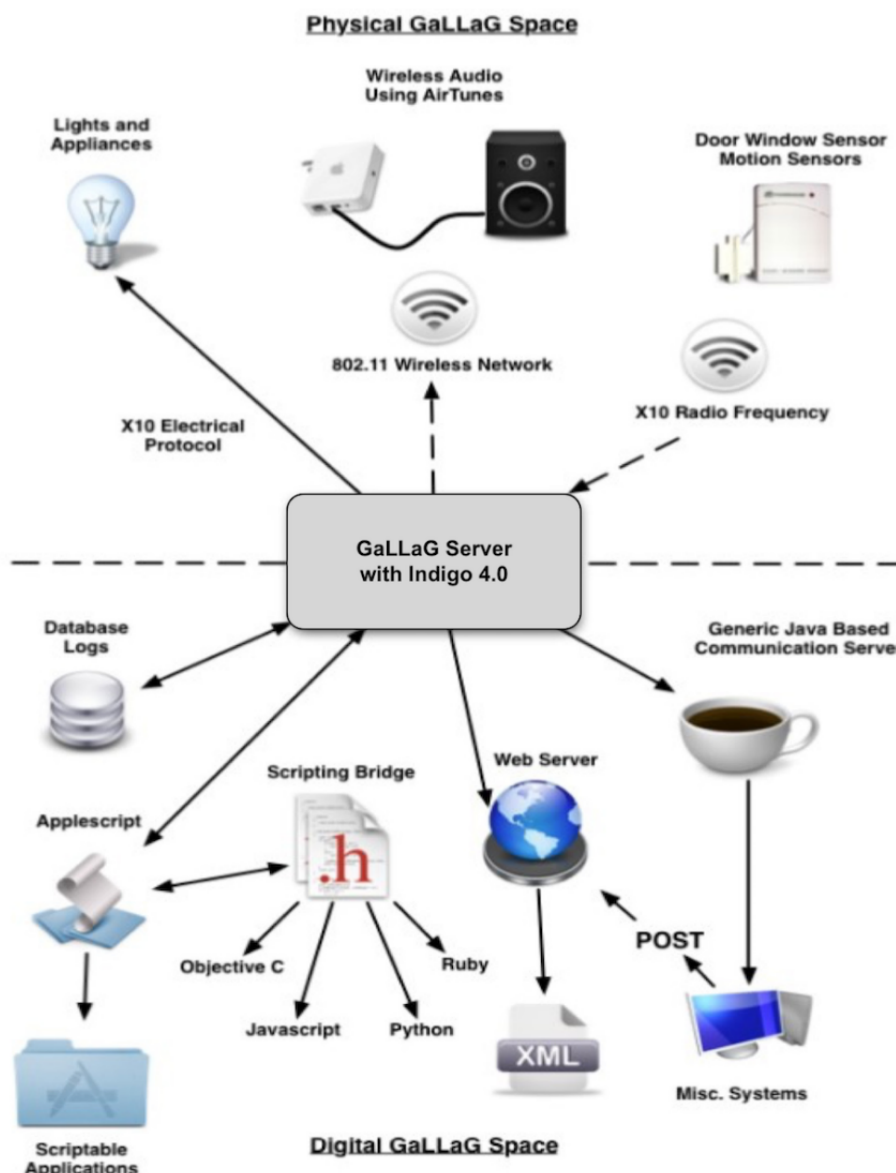 Physical GaLLaG Space
Wireless Audio
Using AirTunes
Lights and
Appliances
Door Window Sensor
Motion Sensors
802.11 Wireless Network
X10 Radio Frequency
X10 Electrical
Protocol
GaLLaG Server
with Indigo 4.0
Database
Logs
Generic Java Based
Communication Server
Scripting Bridge
Web Server
Applescript
.h
POST
Objective C
Ruby
Javascript
Python
XML
Misc. Systems
Scriptable
Applications
Digital GaLLaG Space